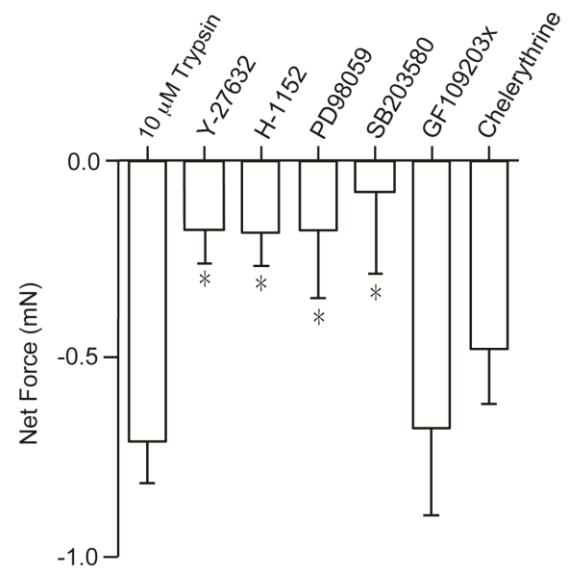 10 μM Trypsin
Y-27632
H-1152
PD98059
SB203580
GF109203x
Chelerythrine
0.0
*
*
*
*
-0.5
-1.0
Net Force (mN)